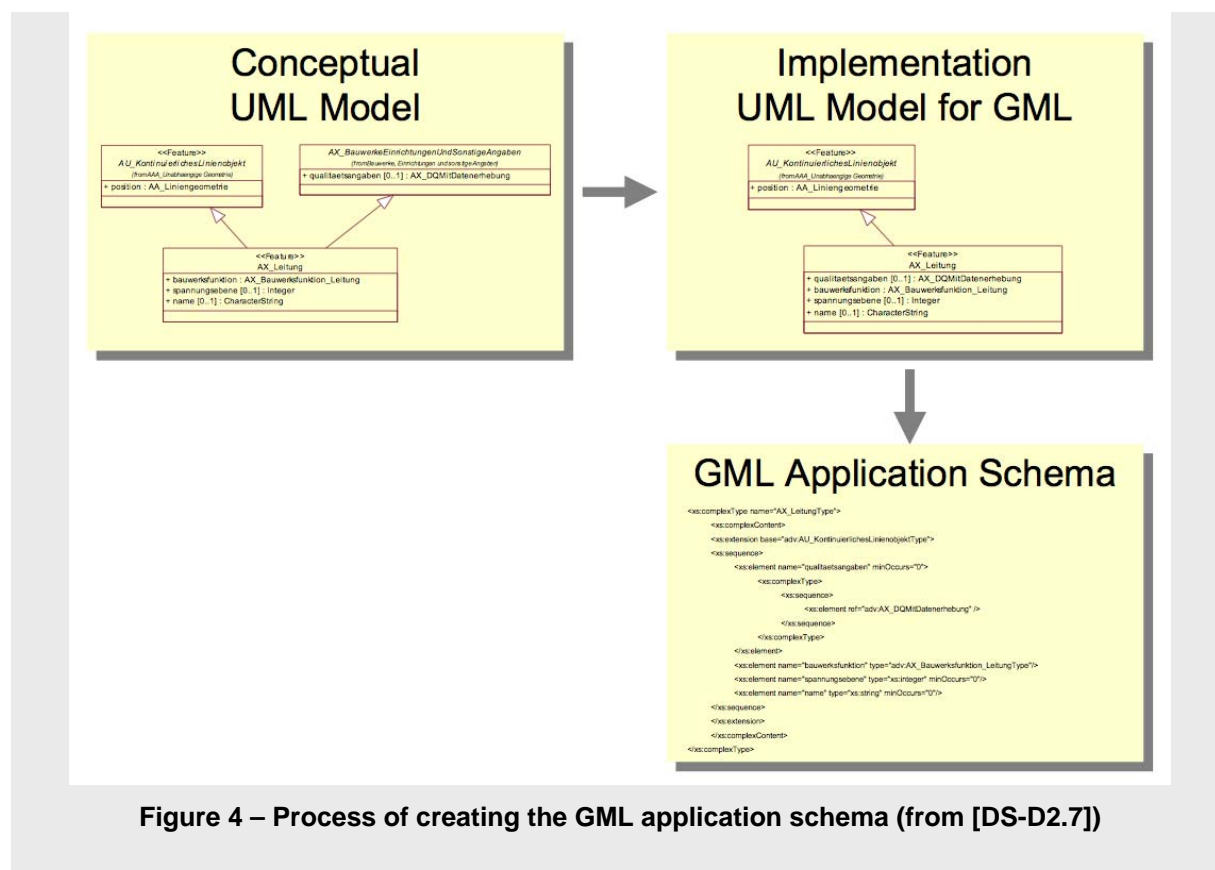 Conceptual
UML Model
<<Feature>>
AU_KontinuierlichesLinienobjekt
(from AAA_Unabhaengige Geometrie)
+ position : AA_Liniengeometrie
AX_BauwerkeEinrichtungenUndSonstigeAngaben
(from Bauwerke, Einrichtungen und sonstige Angaben)
+ qualitaetsangaben [0..1] : AX_DQMitDatenerhebung
<<Feature>>
AX_Leitung
+ bauwerksfunktion : AX_Bauwerksfunktion_Leitung
+ spannungsebene [0..1] : Integer
+ name [0..1] : CharacterString
Implementation
UML Model for GML
<<Feature>>
AU_KontinuierlichesLinienobjekt
(from AAA_Unabhaengige Geometrie)
+ position : AA_Liniengeometrie
<<Feature>>
AX_Leitung
+ qualitaetsangaben [0..1] : AX_DQMitDatenerhebung
+ bauwerksfunktion : AX_Bauwerksfunktion_Leitung
+ spannungsebene [0..1] : Integer
+ name [0..1] : CharacterString
GML Application Schema
<xs:complexType name="AX_LeitungType">
<xs:complexContent>
<xs:extension base="adv:AU_KontinuierlichesLinienobjektType">
<xs:sequence>
<xs:element name="qualitaetsangaben" minOccurs="0">
<xs:complexType>
<xs:sequence>
<xs:element ref="adv:AX_DQMitDatenerhebung" />
</xs:sequence>
</xs:complexType>
</xs:element>
<xs:element name="bauwerksfunktion" type="adv:AX_Bauwerksfunktion_LeitungType"/>
<xs:element name="spannungsebene" type="xs:integer" minOccurs="0"/>
<xs:element name="name" type="xs:string" minOccurs="0"/>
</xs:sequence>
</xs:extension>
</xs:complexContent>
</xs:complexType>
Figure 4 – Process of creating the GML application schema (from [DS-D2.7])